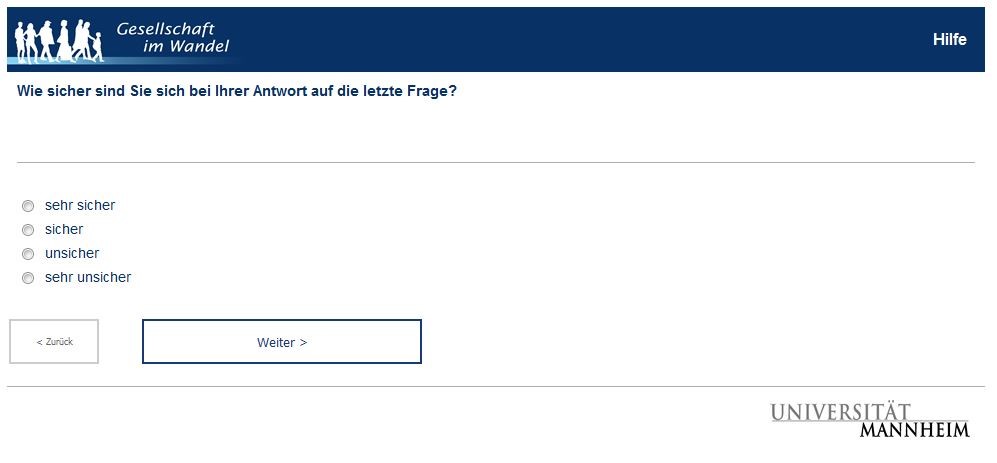 Gesellschaft
im Wandel
Hilfe
Wie sicher sind Sie sich bei Ihrer Antwort auf die letzte Frage?
sehr sicher
sicher
unsicher
sehr unsicher
< Zurück
Weiter >
UNIVERSITÄT
MANNHEIM